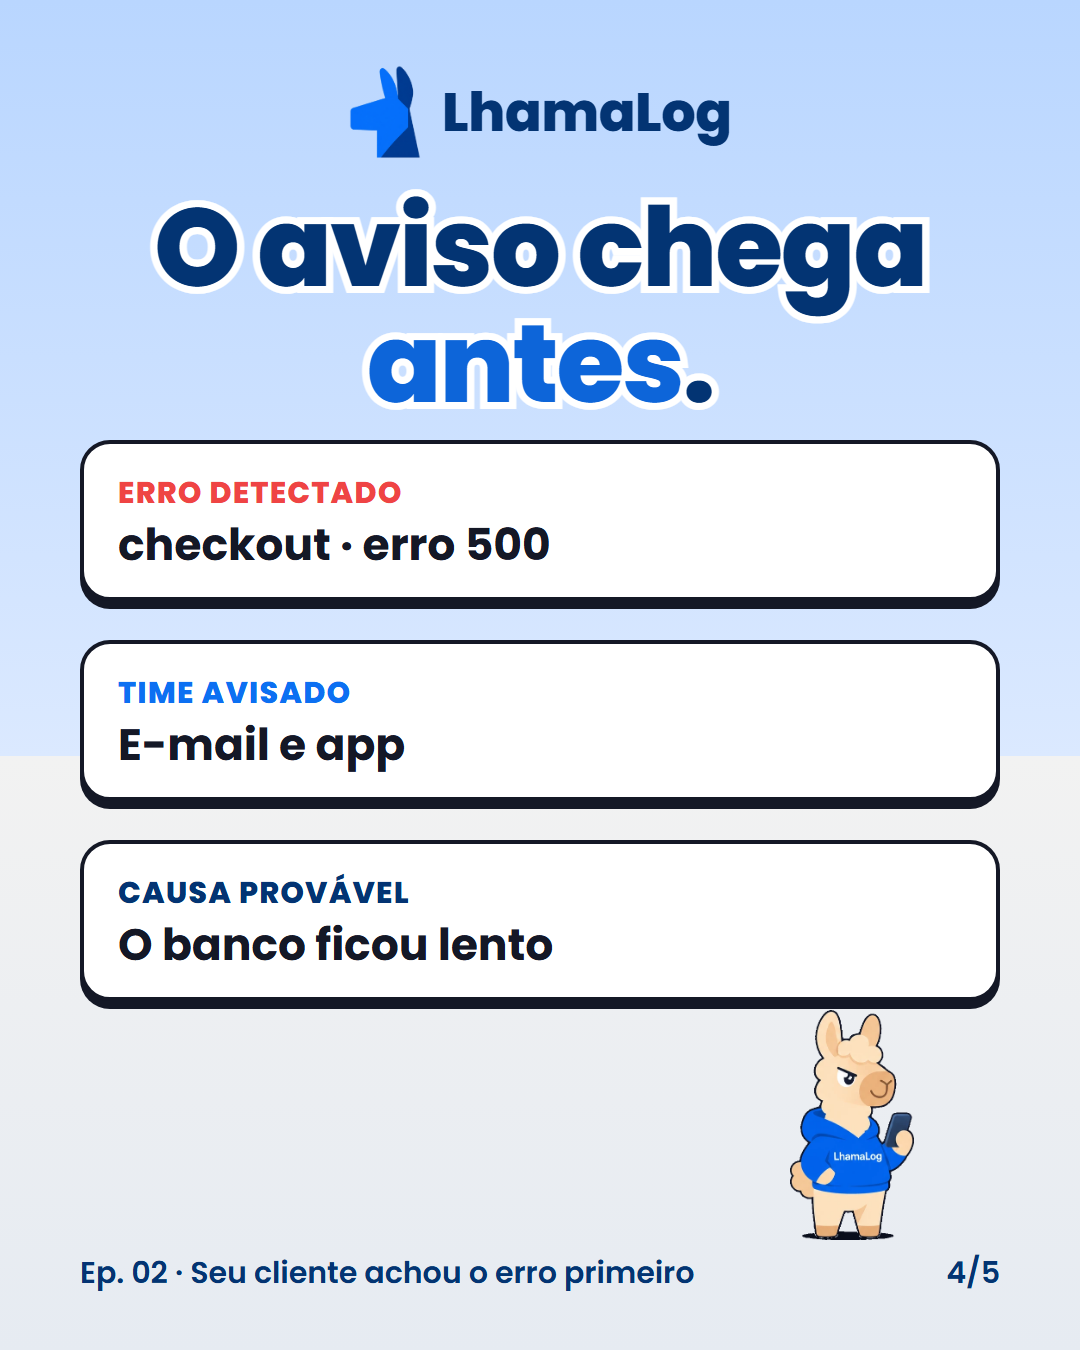 LhamaLog
O aviso chega
antes.
ERRO DETECTADO
checkout · erro 500
TIME AVISADO
E-mail e app
CAUSA PROVÁVEL
O banco ficou lento
LhamaLog
Ep. 02 · Seu cliente achou o erro primeiro
4/5